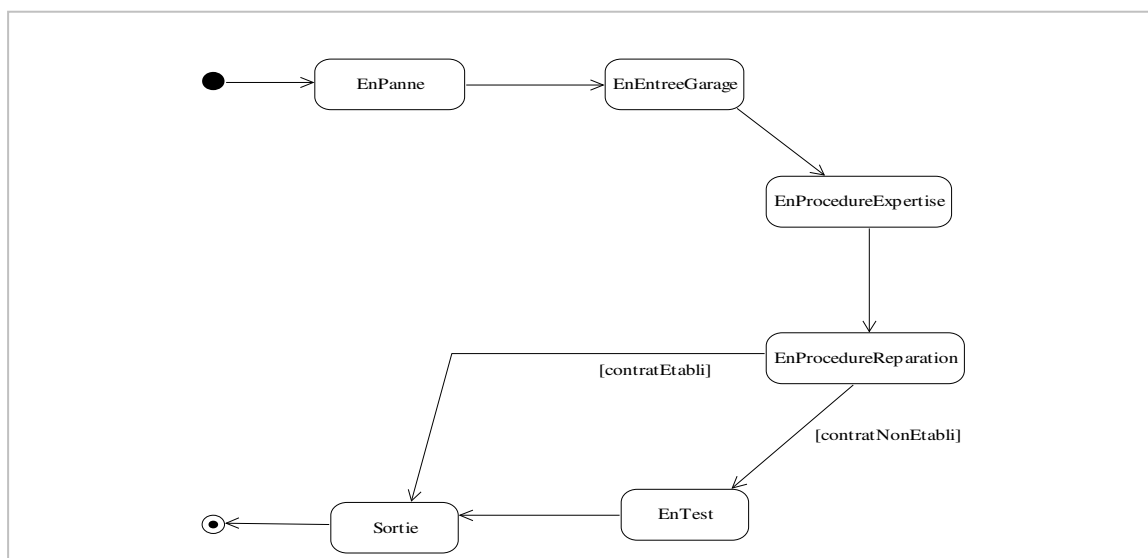 EnPanne
EnEntreeGarage
EnProcedureExpertise
EnProcedureReparation
[contratEtabli]
[contratNonEtabli]
EnTest
Sortie